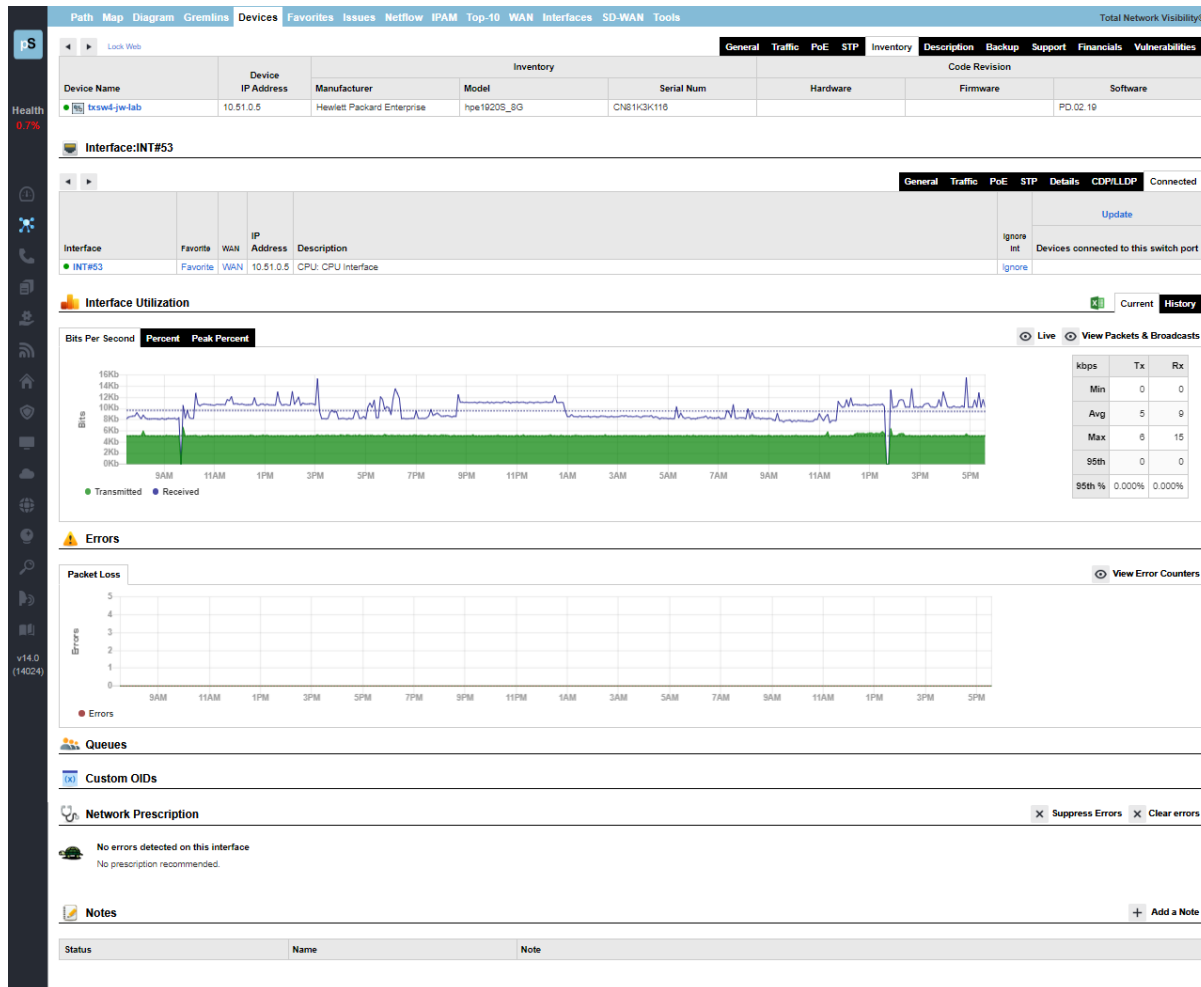 Path Map Diagram Gremlins Devices Favorites Issues Netflow IPAM Top-10 WAN Interfaces SD-WAN Tools Total Network Visibility
pS
Lock Web General Traffic PoE STP Inventory Description Backup Support Financials Vulnerabilities
Inventory Code Revision
Device Name Device IP Address Manufacturer Model Serial Num Hardware Firmware Software
txsw4-jw-lab 10.51.0.5 Hewlett Packard Enterprise hpe1920S_8G CN81K3K116 PD.02.19
Health
0.7%
Interface:INT#53
General Traffic PoE STP Details CDP/LLDP Connected
Update
Interface Favorite WAN IP Address Description Ignore Int Devices connected to this switch port
INT#53 Favorite WAN 10.51.0.5 CPU: CPU Interface Ignore
Interface Utilization Current History
Bits Per Second Percent Peak Percent Live View Packets & Broadcasts
16Kb
14Kb
12Kb
10Kb
8Kb
6Kb
4Kb
2Kb
0Kb
Bits
9AM 11AM 1PM 3PM 5PM 7PM 9PM 11PM 1AM 3AM 5AM 7AM 9AM 11AM 1PM 3PM 5PM
Transmitted Received
kbps Tx Rx
Min 0 0
Avg 5 9
Max 6 15
95th 0 0
95th % 0.000% 0.000%
Errors
Packet Loss View Error Counters
5
4
3
2
1
0
Errors
9AM 11AM 1PM 3PM 5PM 7PM 9PM 11PM 1AM 3AM 5AM 7AM 9AM 11AM 1PM 3PM 5PM
Errors
v14.0
(14024)
Queues
(x) Custom OIDs
Network Prescription Suppress Errors Clear errors
No errors detected on this interface
No prescription recommended.
Notes Add a Note
Status Name Note